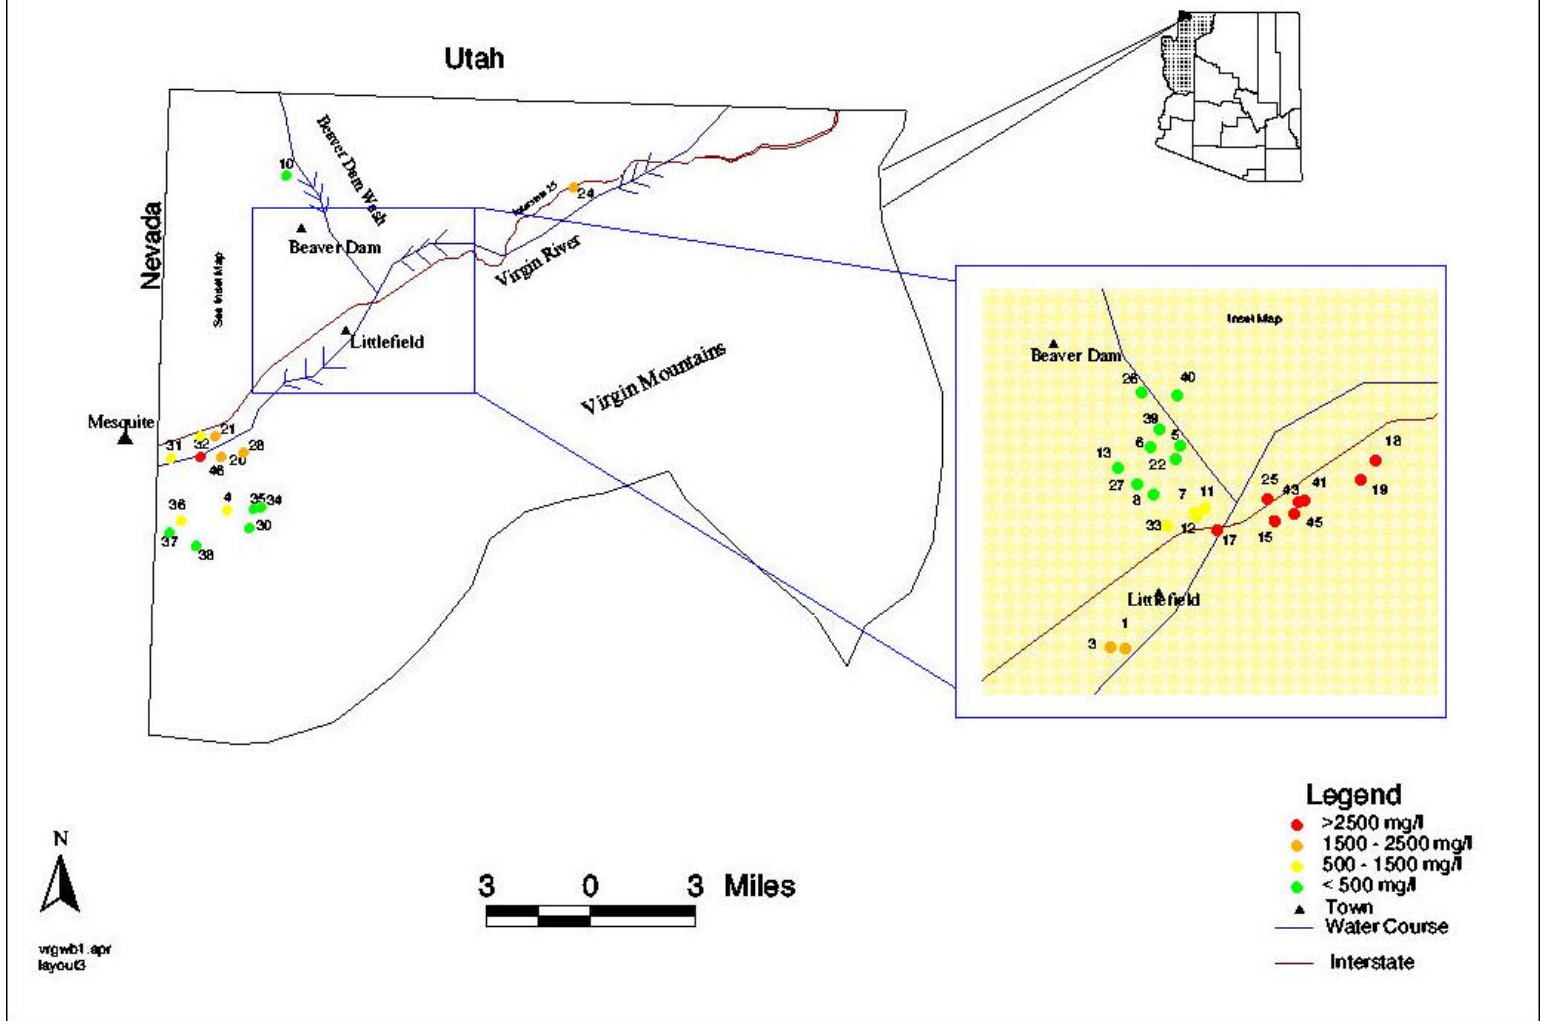 Utah
Beaver Dam Wash
10
24
Interstate 15
Nevada
Beaver Dam
Virgin River
See Inset Map
Littlefield
Virgin Mountains
Mesquite
31
32
21
28
46
20
36
4
35
34
30
37
38
Inset Map
Beaver Dam
26
40
39
5
6
22
13
27
8
7
11
33
12
17
25
43
41
15
45
18
19
Littlefield
1
3
N
vrgwb1.apr
layout3
3 0 3 Miles
Legend
>2500 mg/l
1500 - 2500 mg/l
500 - 1500 mg/l
< 500 mg/l
Town
Water Course
Interstate